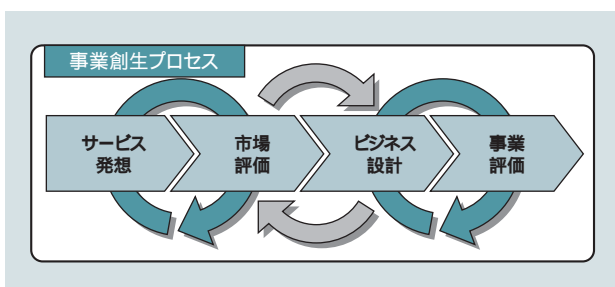 事業創生プロセス
サービス
発想
市場
評価
ビジネス
設計
事業
評価